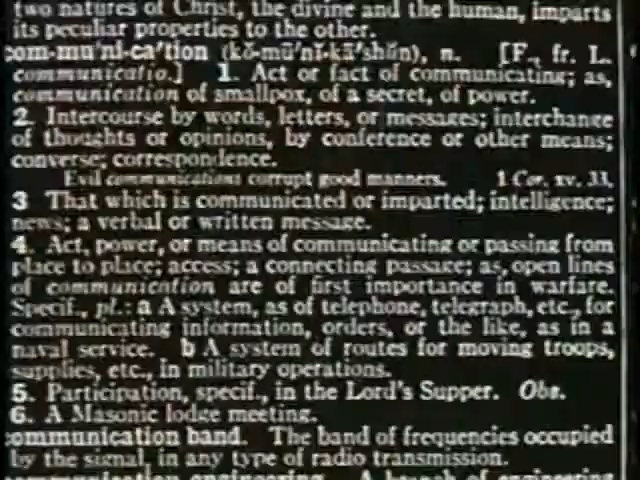 two natures of Christ, the divine and the human, imparts
its peculiar properties to the other.
com·mu'ni·ca'tion (kŏ-mū'nĭ-kā'shŭn), n. [F., fr. L.
communicatio.] 1. Act or fact of communicating; as,
communication of smallpox, of a secret, of power.
2. Intercourse by words, letters, or messages; interchange
of thoughts or opinions, by conference or other means;
converse; correspondence.
Evil communications corrupt good manners. 1 Cor. xv. 33.
3 That which is communicated or imparted; intelligence;
news; a verbal or written message.
4. Act, power, or means of communicating or passing from
place to place; access; a connecting passage; as, open lines
of communication are of first importance in warfare.
Specif., pl.: a A system, as of telephone, telegraph, etc., for
communicating information, orders, or the like, as in a
naval service. b A system of routes for moving troops,
supplies, etc., in military operations.
5. Participation, specif., in the Lord's Supper. Obs.
6. A Masonic lodge meeting.
communication band. The band of frequencies occupied
by the signal, in any type of radio transmission.
communication engineering. A branch of engineering